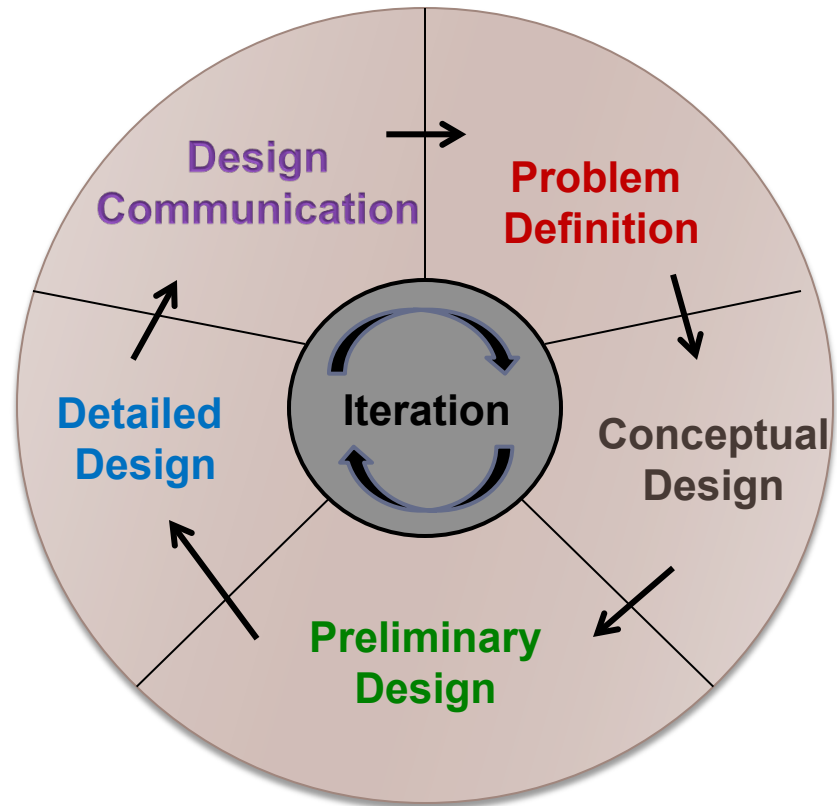 Design
Communication
Problem
Definition
Iteration
Detailed
Design
Conceptual
Design
Preliminary
Design